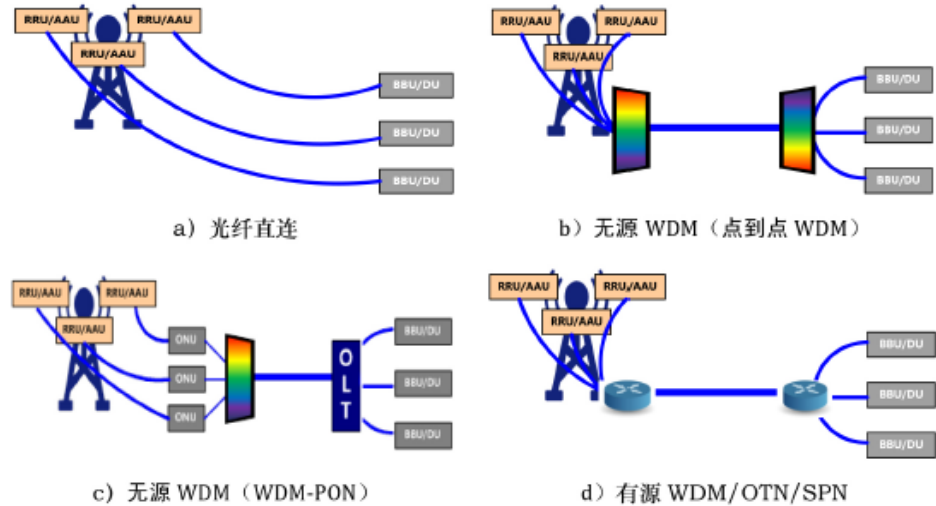 RRU/AAU
RRU/AAU
RRU/AAU
BBU/DU
BBU/DU
BBU/DU
a) 光纤直连
RRU/AAU
RRU/AAU
RRU/AAU
BBU/DU
BBU/DU
BBU/DU
b）无源 WDM（点到点 WDM）
RRU/AAU
RRU/AAU
RRU/AAU
ONU
ONU
ONU
OLT
BBU/DU
BBU/DU
BBU/DU
c) 无源 WDM（WDM-PON）
RRU/AAU
RRU/AAU
RRU/AAU
BBU/DU
BBU/DU
BBU/DU
d）有源 WDM/OTN/SPN